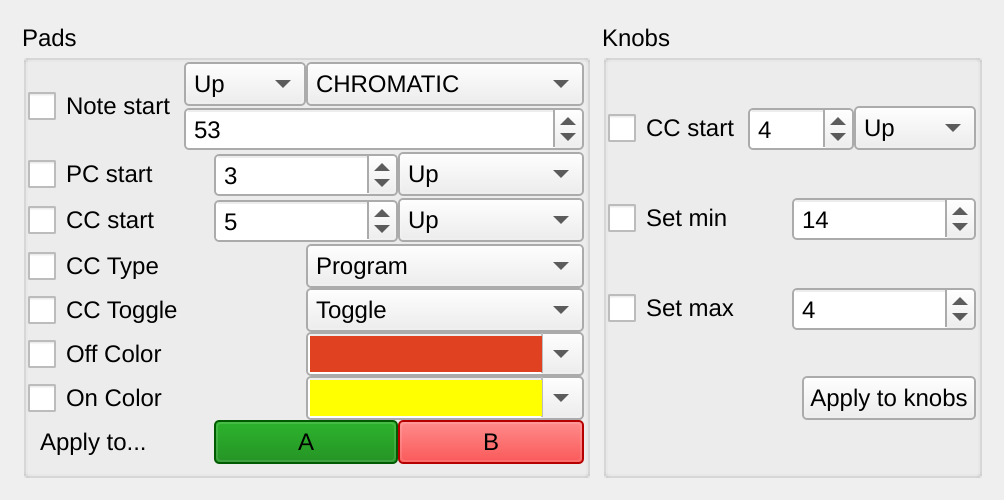 Pads
Note start Up CHROMATIC
53
PC start 3 Up
CC start 5 Up
CC Type Program
CC Toggle Toggle
Off Color
On Color
Apply to... A B
Knobs
CC start 4 Up
Set min 14
Set max 4
Apply to knobs